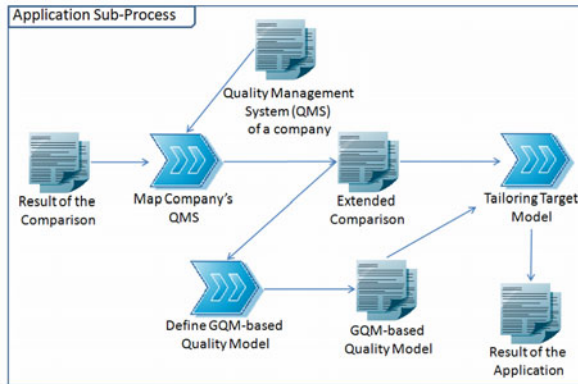 Application Sub-Process
Quality Management
System (QMS)
of a company
Result of the
Comparison
Map Company's
QMS
Extended
Comparison
Tailoring Target
Model
Define GQM-based
Quality Model
GQM-based
Quality Model
Result of the
Application